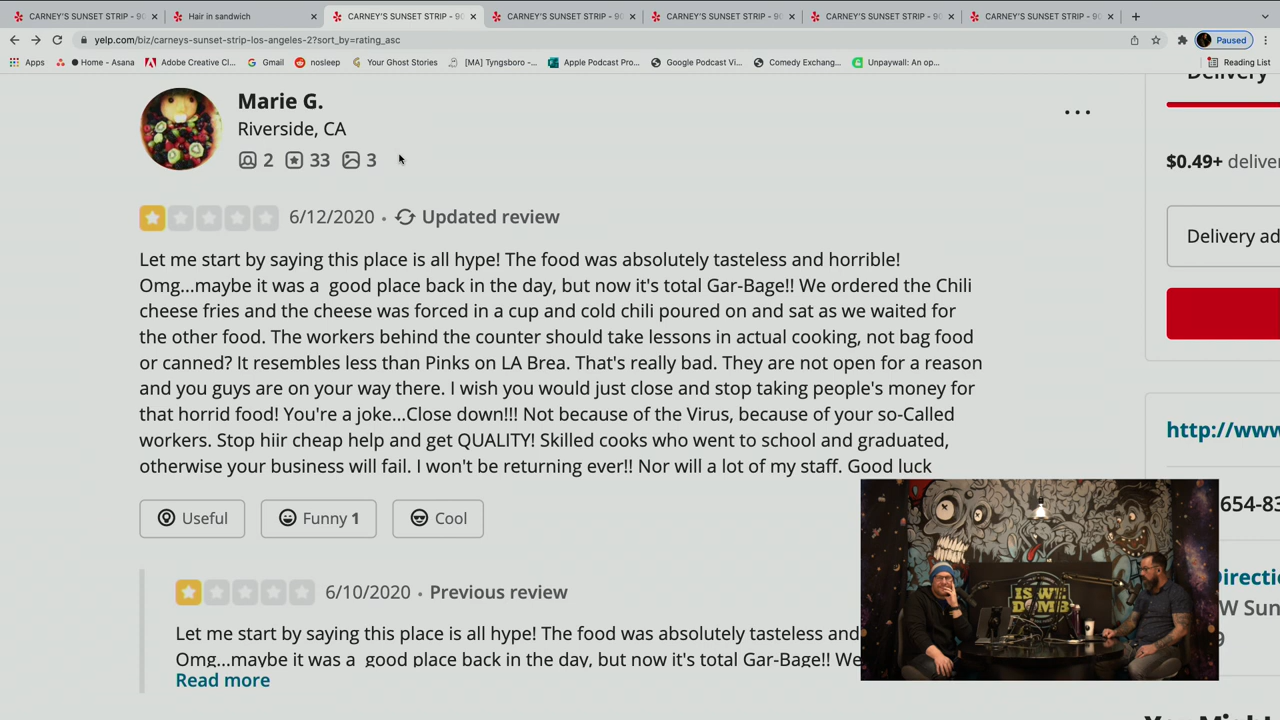 CARNEY'S SUNSET STRIP - 90
Hair in sandwich
CARNEY'S SUNSET STRIP - 90
CARNEY'S SUNSET STRIP - 90
CARNEY'S SUNSET STRIP - 90
CARNEY'S SUNSET STRIP - 90
CARNEY'S SUNSET STRIP - 90
yelp.com/biz/carneys-sunset-strip-los-angeles-2?sort_by=rating_asc
Paused
Apps
Home - Asana
Adobe Creative Cl...
Gmail
nosleep
Your Ghost Stories
[MA] Tyngsboro -...
Apple Podcast Pro...
Google Podcast Vi...
Comedy Exchang...
Unpaywall: An op...
Reading List
Marie G.
Riverside, CA
2 33 3
6/12/2020 • Updated review
Let me start by saying this place is all hype! The food was absolutely tasteless and horrible!
Omg...maybe it was a  good place back in the day, but now it's total Gar-Bage!! We ordered the Chili
cheese fries and the cheese was forced in a cup and cold chili poured on and sat as we waited for
the other food. The workers behind the counter should take lessons in actual cooking, not bag food
or canned? It resembles less than Pinks on LA Brea. That's really bad. They are not open for a reason
and you guys are on your way there. I wish you would just close and stop taking people's money for
that horrid food! You're a joke...Close down!!! Not because of the Virus, because of your so-Called
workers. Stop hiir cheap help and get QUALITY! Skilled cooks who went to school and graduated,
otherwise your business will fail. I won't be returning ever!! Nor will a lot of my staff. Good luck
Useful
Funny 1
Cool
6/10/2020 • Previous review
Let me start by saying this place is all hype! The food was absolutely tasteless and
Omg...maybe it was a  good place back in the day, but now it's total Gar-Bage!! We
Read more
Delivery
$0.49+ delive
Delivery ad
http://www
654-83
Directi
W Sun
9
IS WE
DUMB
You Might